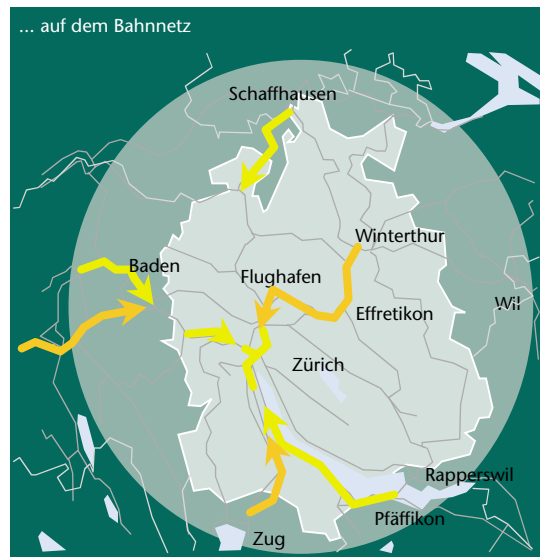 ... auf dem Bahnnetz
Schaffhausen
Winterthur
Baden
Flughafen
Wil
Effretikon
Zürich
Rapperswil
Pfäffikon
Zug